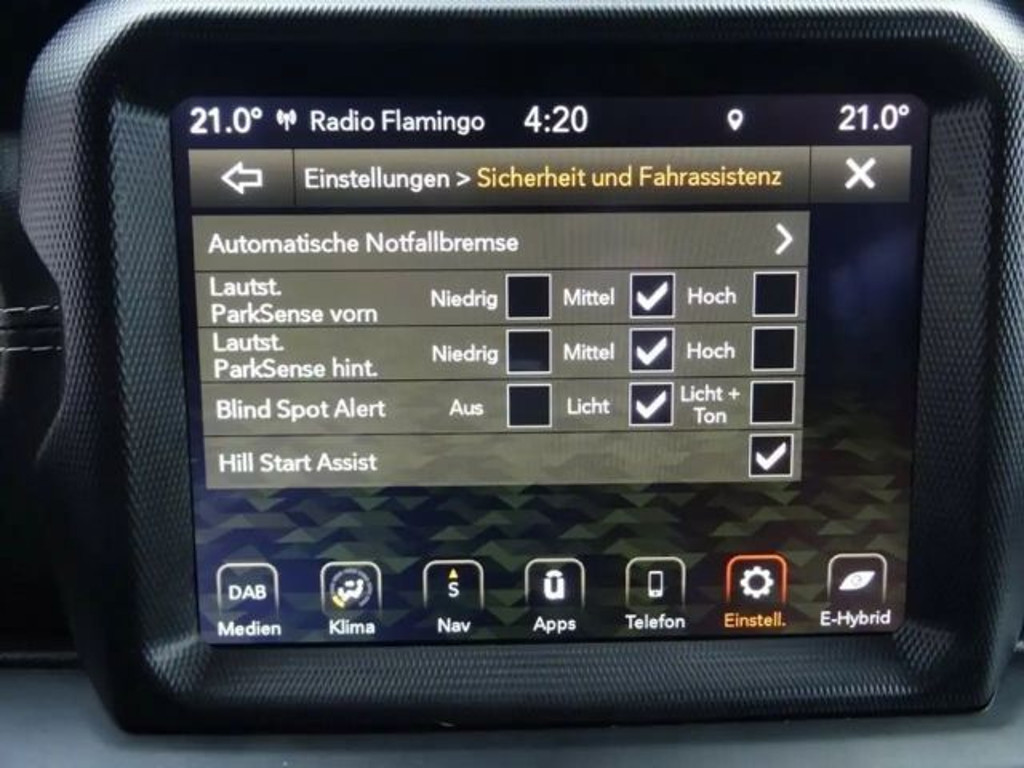 21.0° Radio Flamingo 4:20 21.0°
Einstellungen > Sicherheit und Fahrassistenz
Automatische Notfallbremse
Lautst.
ParkSense vorn Niedrig Mittel Hoch
Lautst.
ParkSense hint. Niedrig Mittel Hoch
Blind Spot Alert Aus Licht Licht +
Ton
Hill Start Assist
DAB S
Medien Klima Nav Apps Telefon Einstell. E-Hybrid